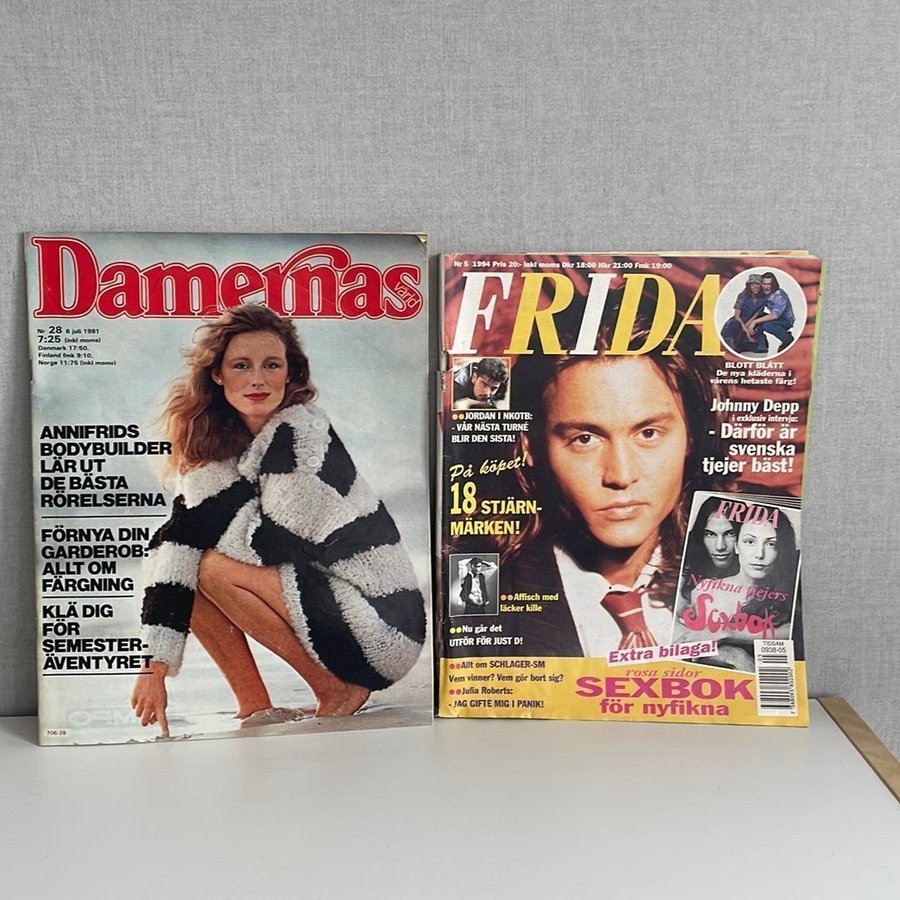 Damernas
värld
Nr 28 6 juli 1981
7:25 (inkl moms)
Danmark 17:50,
Finland fmk 9:10,
Norge 11:75 (inkl moms)
ANNIFRIDS
BODYBUILDER
LÄR UT
DE BÄSTA
RÖRELSERNA
FÖRNYA DIN
GARDEROB:
ALLT OM
FÄRGNING
KLÄ DIG
FÖR
SEMESTER-
ÄVENTYRET
706-28
Nr 5 1994 Pris 20:- inkl moms Dkr 18:00 Nkr 21:00 Fmk 19:00
FRIDA
BLOTT BLÅTT
De nya kläderna i
vårens hetaste färg!
JORDAN I NKOTB:
- VÅR NÄSTA TURNÉ
BLIR DEN SISTA!
Johnny Depp
i exklusiv intervju:
- Därför är
svenska
tjejer bäst!
På köpet!
18 STJÄRN-
MÄRKEN!
FRIDA
Nyfikna tjejers
Sexbok
Affisch med
läcker kille
Nu går det
UTFÖR FÖR JUST D!
Extra bilaga!
TIDSAM
0938-05
Allt om SCHLAGER-SM
Vem vinner? Vem gör bort sig?
Julia Roberts:
- JAG GIFTE MIG I PANIK!
rosa sidor
SEXBOK
för nyfikna